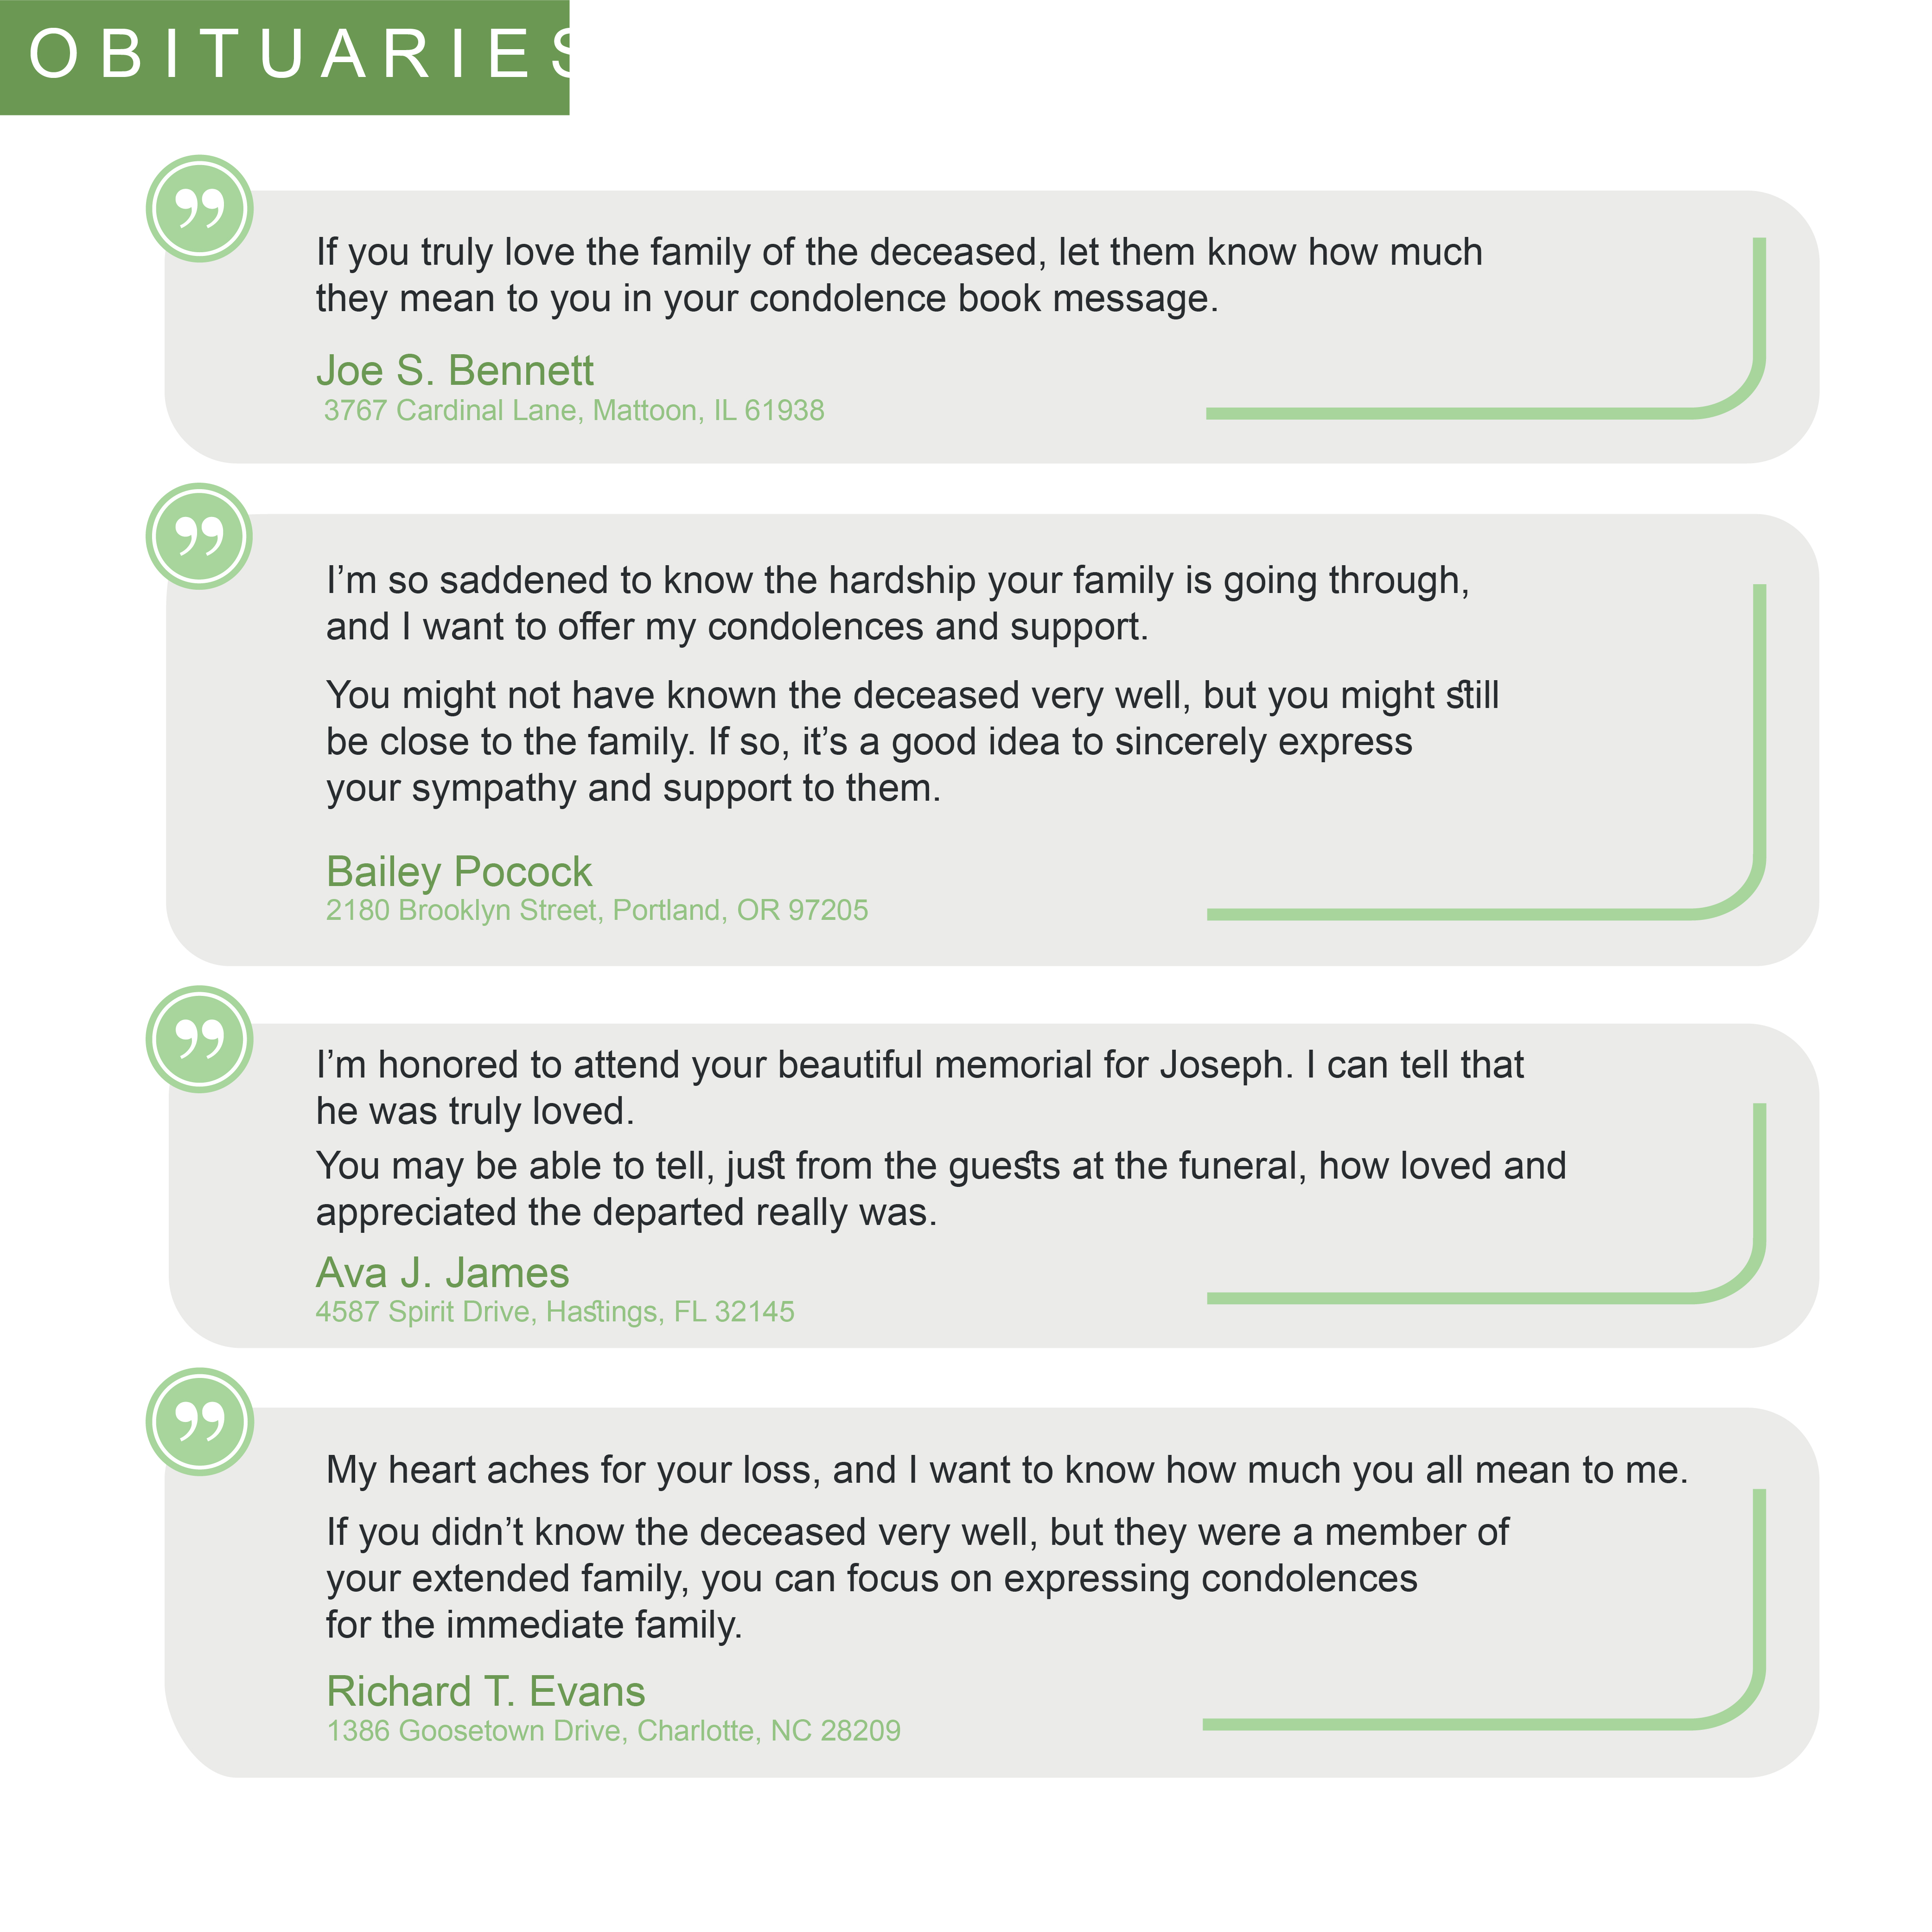 OBITUARIES
If you truly love the family of the deceased, let them know how much
they mean to you in your condolence book message.
Joe S. Bennett
3767 Cardinal Lane, Mattoon, IL 61938
I’m so saddened to know the hardship your family is going through,
and I want to offer my condolences and support.
You might not have known the deceased very well, but you might still
be close to the family. If so, it’s a good idea to sincerely express
your sympathy and support to them.
Bailey Pocock
2180 Brooklyn Street, Portland, OR 97205
I’m honored to attend your beautiful memorial for Joseph. I can tell that
he was truly loved.
You may be able to tell, just from the guests at the funeral, how loved and
appreciated the departed really was.
Ava J. James
4587 Spirit Drive, Hastings, FL 32145
My heart aches for your loss, and I want to know how much you all mean to me.
If you didn’t know the deceased very well, but they were a member of
your extended family, you can focus on expressing condolences
for the immediate family.
Richard T. Evans
1386 Goosetown Drive, Charlotte, NC 28209